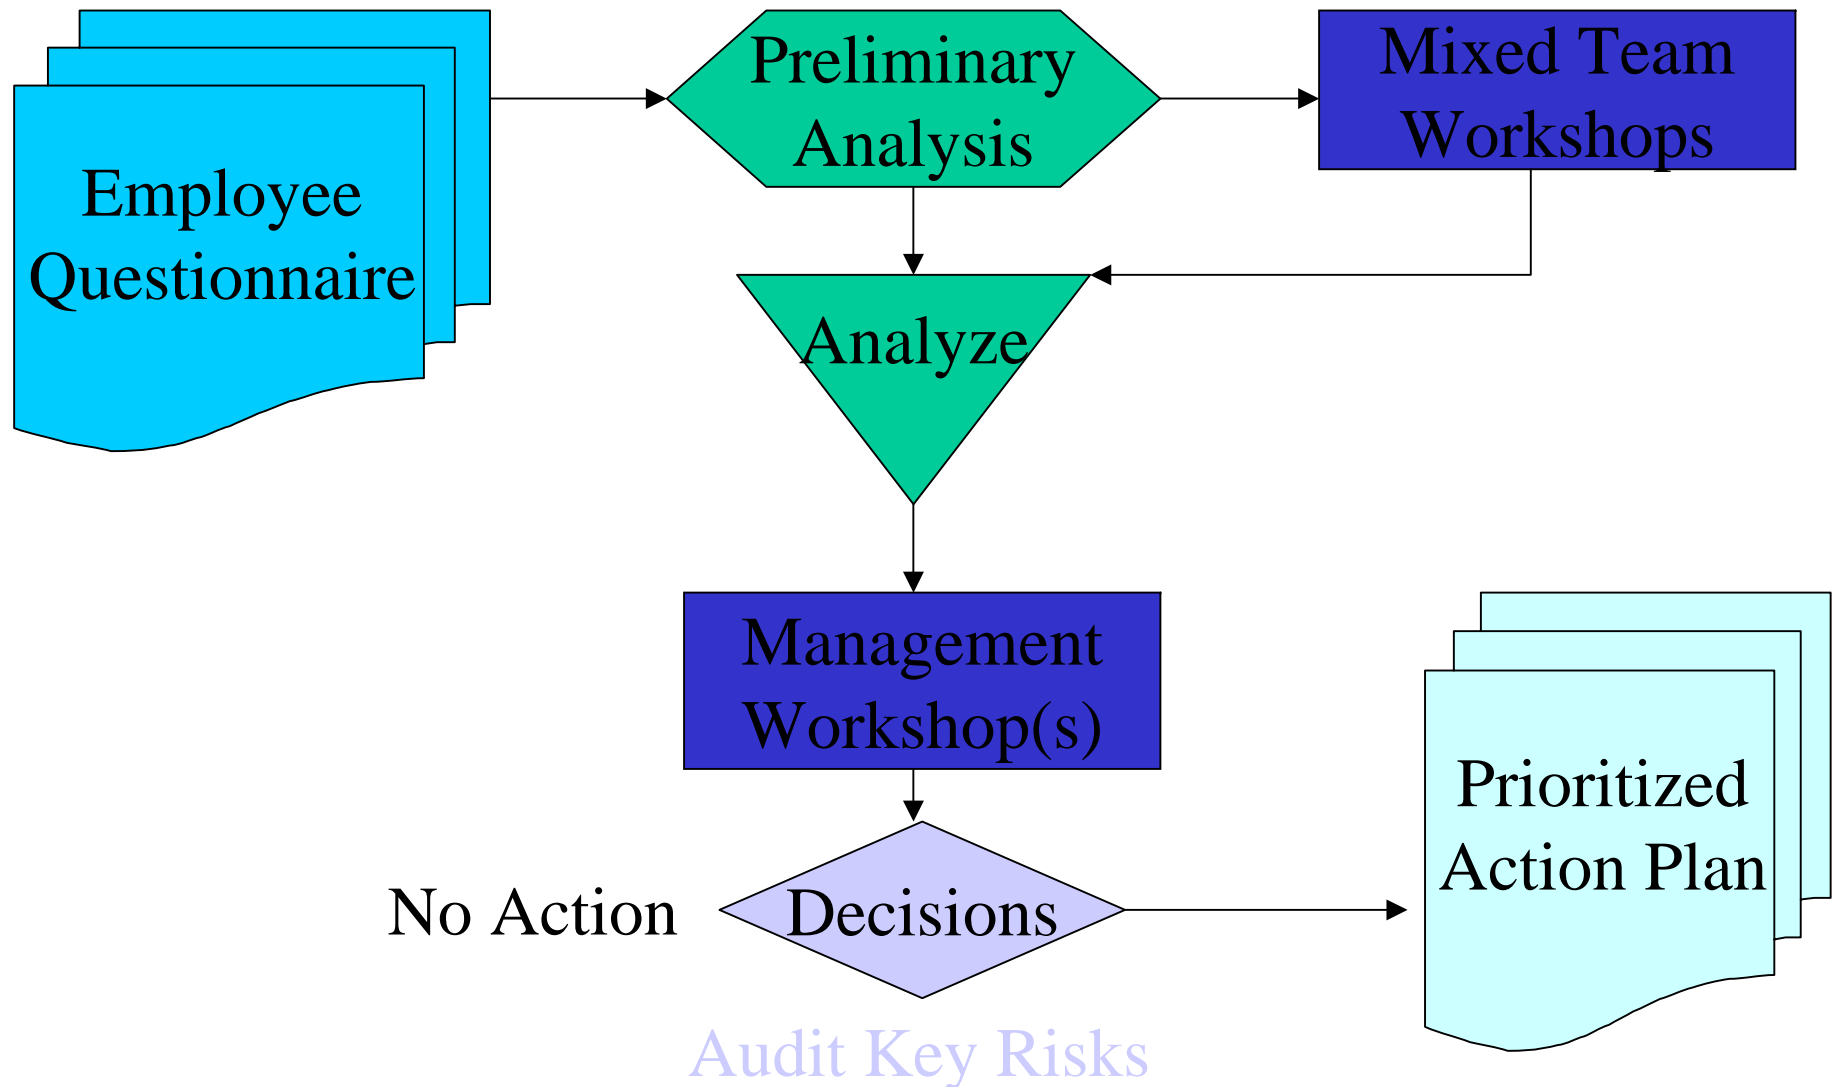 Preliminary
Analysis
Mixed Team
Workshops
Employee
Questionnaire
Analyze
Management
Workshop(s)
Prioritized
Action Plan
No Action
Decisions
Audit Key Risks